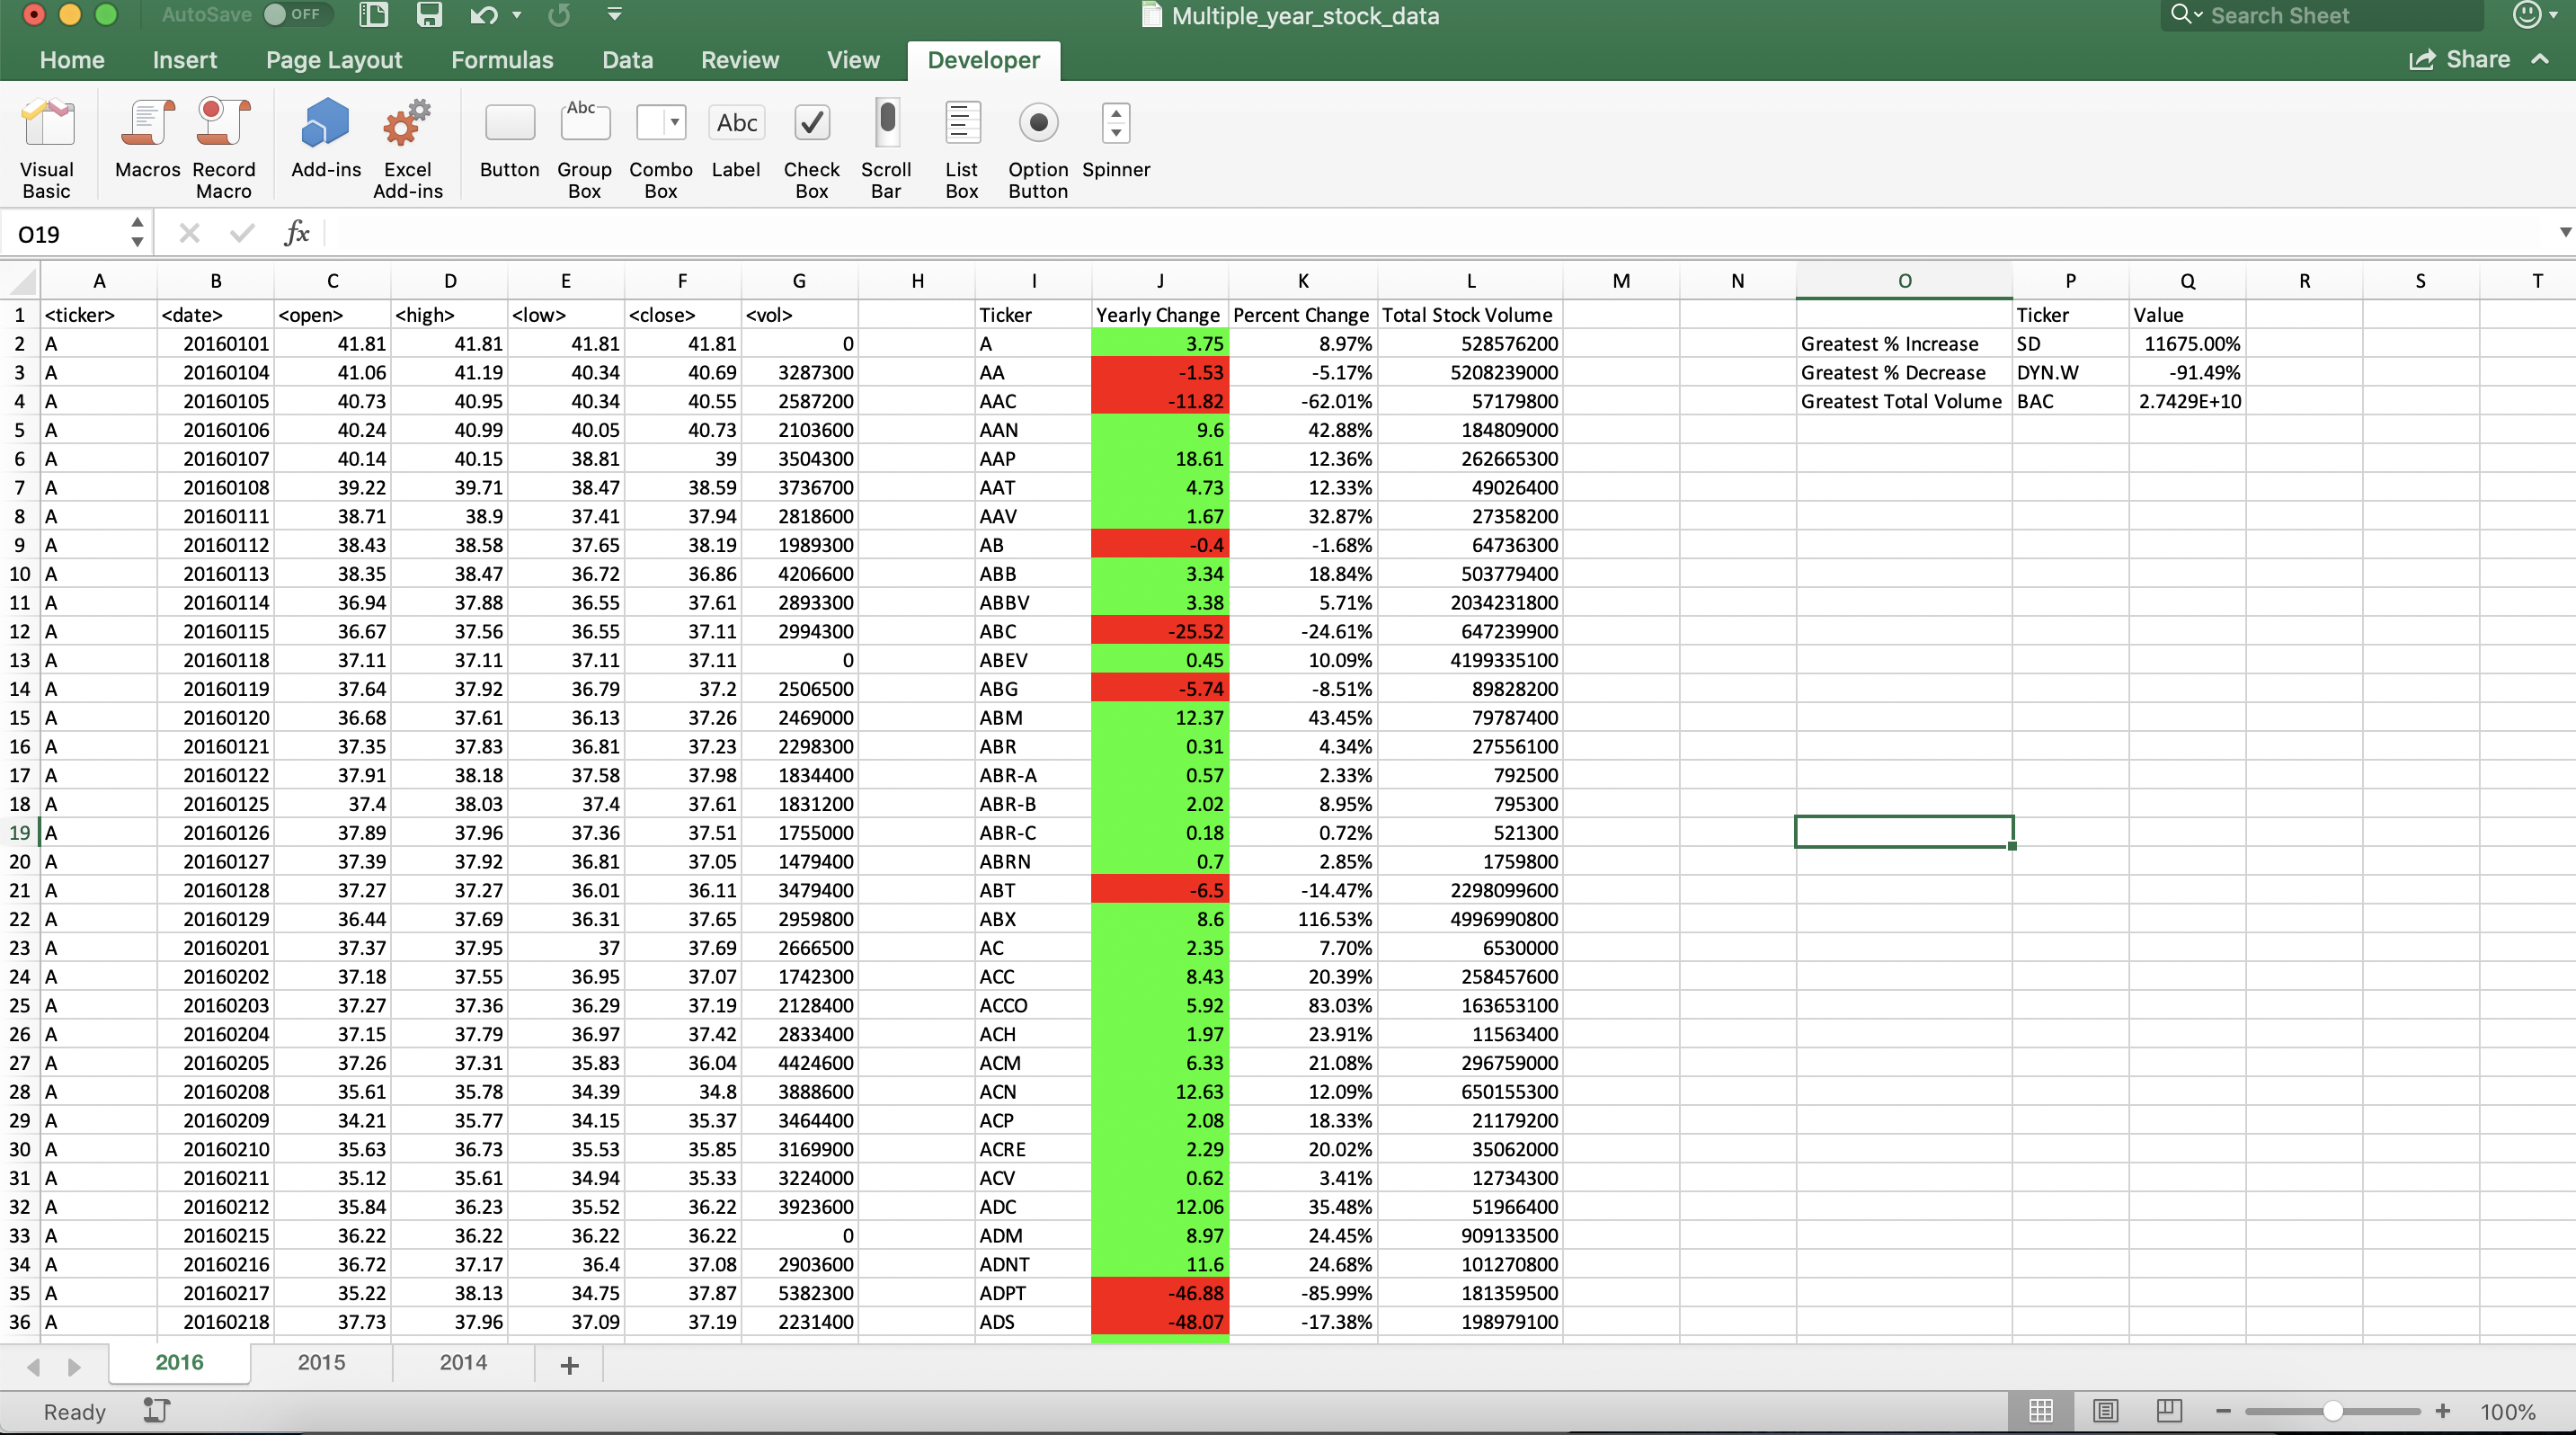 AutoSave OFF Multiple_year_stock_data Search Sheet
Home Insert Page Layout Formulas Data Review View Developer Share
Visual Basic Macros Record Macro Add-ins Excel Add-ins Button Abc Group Box Combo Box Abc Label Check Box Scroll Bar List Box Option Button Spinner
O19 fx
A B C D E F G H I J K L M N O P Q R S T
1 <ticker> <date> <open> <high> <low> <close> <vol> Ticker Yearly Change Percent Change Total Stock Volume Ticker Value
2 A 20160101 41.81 41.81 41.81 41.81 0 A 3.75 8.97% 528576200 Greatest % Increase SD 11675.00%
3 A 20160104 41.06 41.19 40.34 40.69 3287300 AA -1.53 -5.17% 5208239000 Greatest % Decrease DYN.W -91.49%
4 A 20160105 40.73 40.95 40.34 40.55 2587200 AAC -11.82 -62.01% 57179800 Greatest Total Volume BAC 2.7429E+10
5 A 20160106 40.24 40.99 40.05 40.73 2103600 AAN 9.6 42.88% 184809000
6 A 20160107 40.14 40.15 38.81 39 3504300 AAP 18.61 12.36% 262665300
7 A 20160108 39.22 39.71 38.47 38.59 3736700 AAT 4.73 12.33% 49026400
8 A 20160111 38.71 38.9 37.41 37.94 2818600 AAV 1.67 32.87% 27358200
9 A 20160112 38.43 38.58 37.65 38.19 1989300 AB -0.4 -1.68% 64736300
10 A 20160113 38.35 38.47 36.72 36.86 4206600 ABB 3.34 18.84% 503779400
11 A 20160114 36.94 37.88 36.55 37.61 2893300 ABBV 3.38 5.71% 2034231800
12 A 20160115 36.67 37.56 36.55 37.11 2994300 ABC -25.52 -24.61% 647239900
13 A 20160118 37.11 37.11 37.11 37.11 0 ABEV 0.45 10.09% 4199335100
14 A 20160119 37.64 37.92 36.79 37.2 2506500 ABG -5.74 -8.51% 89828200
15 A 20160120 36.68 37.61 36.13 37.26 2469000 ABM 12.37 43.45% 79787400
16 A 20160121 37.35 37.83 36.81 37.23 2298300 ABR 0.31 4.34% 27556100
17 A 20160122 37.91 38.18 37.58 37.98 1834400 ABR-A 0.57 2.33% 792500
18 A 20160125 37.4 38.03 37.4 37.61 1831200 ABR-B 2.02 8.95% 795300
19 A 20160126 37.89 37.96 37.36 37.51 1755000 ABR-C 0.18 0.72% 521300
20 A 20160127 37.39 37.92 36.81 37.05 1479400 ABRN 0.7 2.85% 1759800
21 A 20160128 37.27 37.27 36.01 36.11 3479400 ABT -6.5 -14.47% 2298099600
22 A 20160129 36.44 37.69 36.31 37.65 2959800 ABX 8.6 116.53% 4996990800
23 A 20160201 37.37 37.95 37 37.69 2666500 AC 2.35 7.70% 6530000
24 A 20160202 37.18 37.55 36.95 37.07 1742300 ACC 8.43 20.39% 258457600
25 A 20160203 37.27 37.36 36.29 37.19 2128400 ACCO 5.92 83.03% 163653100
26 A 20160204 37.15 37.79 36.97 37.42 2833400 ACH 1.97 23.91% 11563400
27 A 20160205 37.26 37.31 35.83 36.04 4424600 ACM 6.33 21.08% 296759000
28 A 20160208 35.61 35.78 34.39 34.8 3888600 ACN 12.63 12.09% 650155300
29 A 20160209 34.21 35.77 34.15 35.37 3464400 ACP 2.08 18.33% 21179200
30 A 20160210 35.63 36.73 35.53 35.85 3169900 ACRE 2.29 20.02% 35062000
31 A 20160211 35.12 35.61 34.94 35.33 3224000 ACV 0.62 3.41% 12734300
32 A 20160212 35.84 36.23 35.52 36.22 3923600 ADC 12.06 35.48% 51966400
33 A 20160215 36.22 36.22 36.22 36.22 0 ADM 8.97 24.45% 909133500
34 A 20160216 36.72 37.17 36.4 37.08 2903600 ADNT 11.6 24.68% 101270800
35 A 20160217 35.22 38.13 34.75 37.87 5382300 ADPT -46.88 -85.99% 181359500
36 A 20160218 37.73 37.96 37.09 37.19 2231400 ADS -48.07 -17.38% 198979100
2016 2015 2014 +
Ready 100%